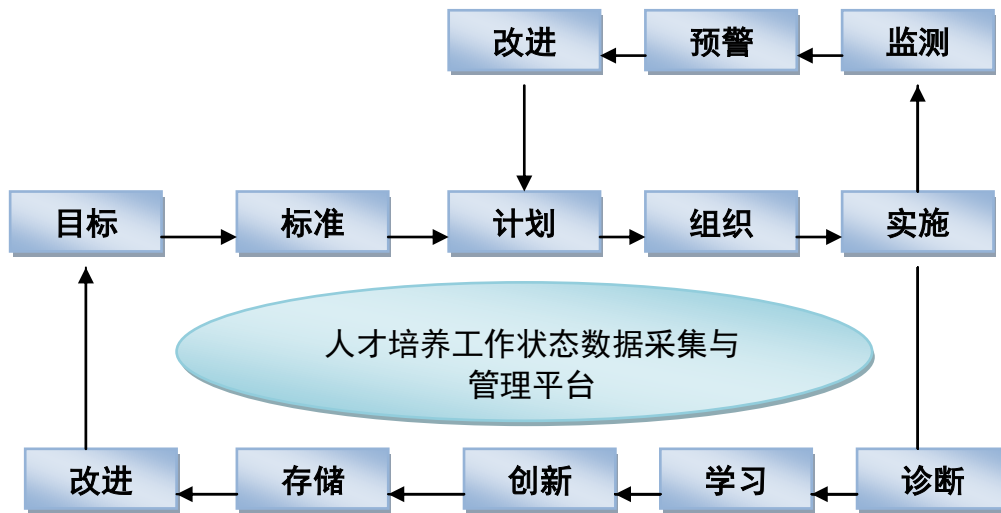 改进
预警
监测
目标
标准
计划
组织
实施
人才培养工作状态数据采集与
管理平台
改进
存储
创新
学习
诊断